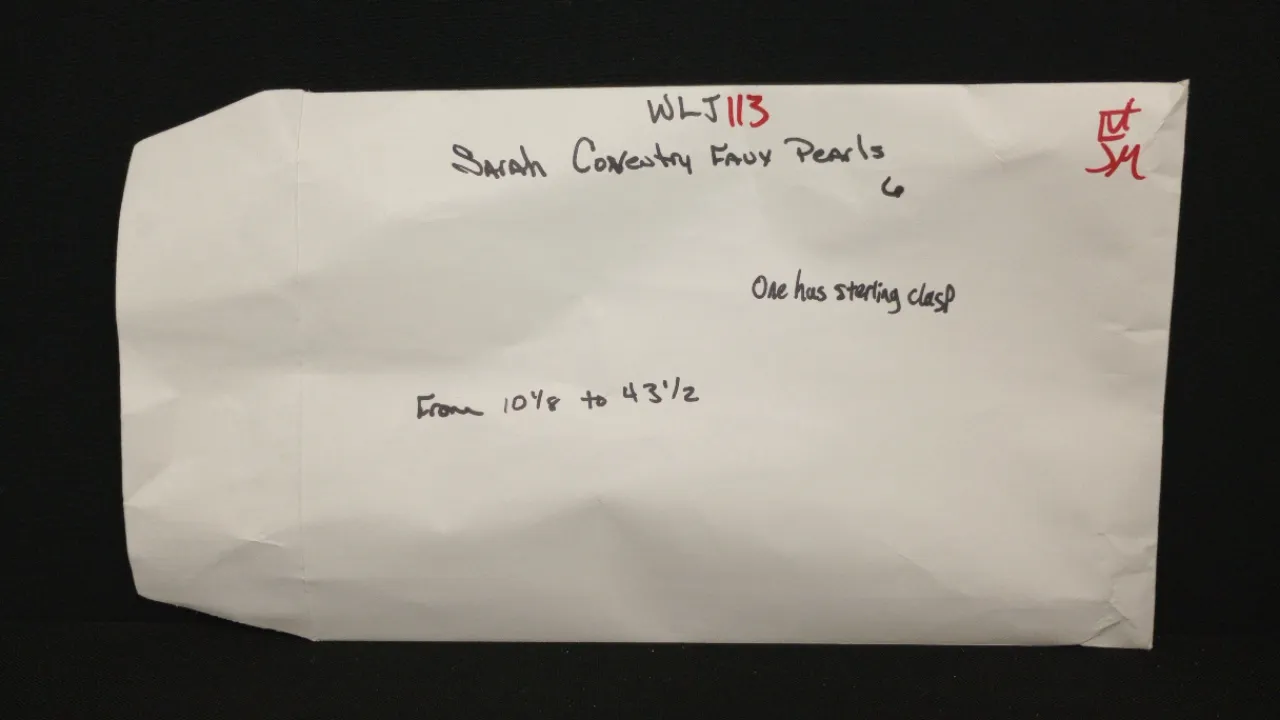 WLJ113
Sarah Coventry Faux Pearls
6
One has sterling clasp
From 10 1/8 to 43 1/2